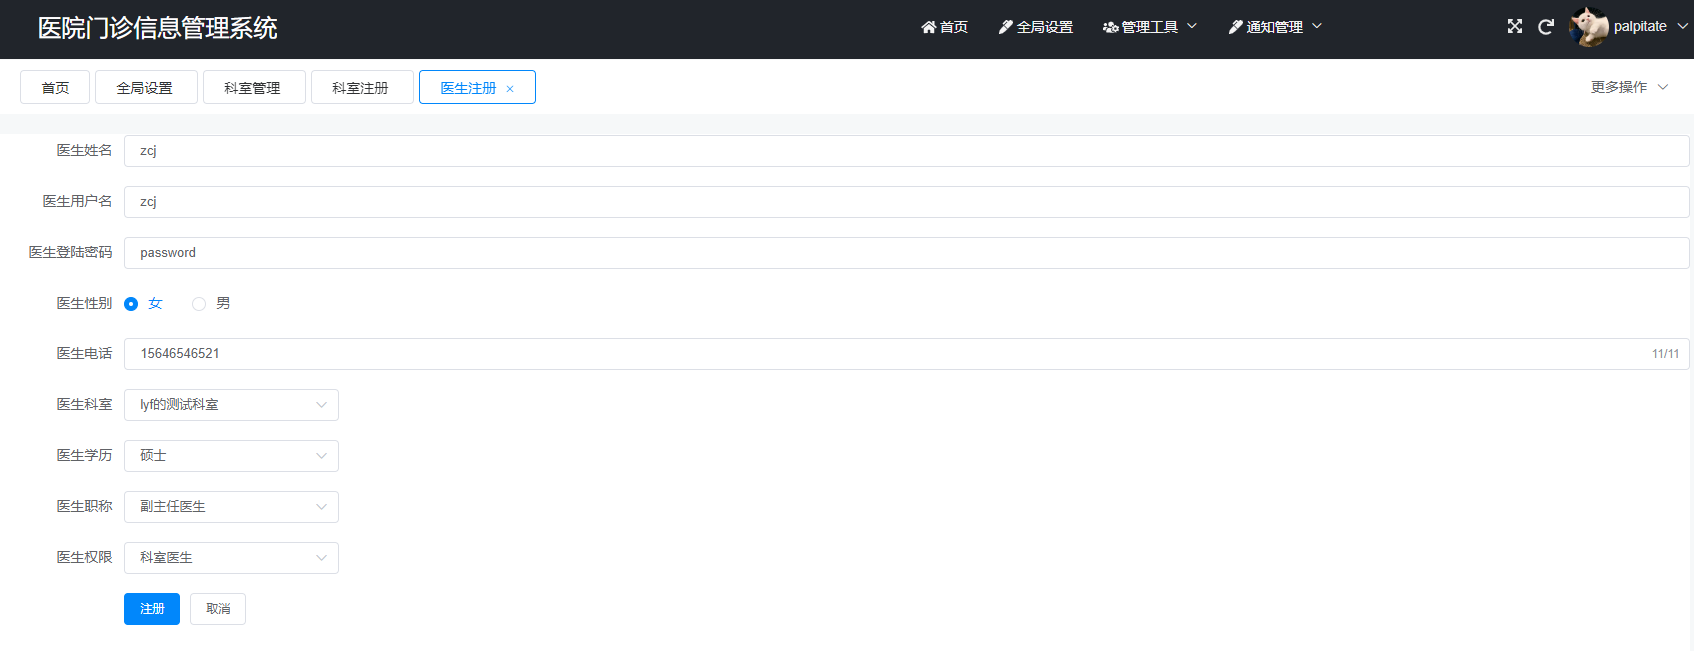 医院门诊信息管理系统 首页 全局设置 管理工具 通知管理 palpitate
首页 全局设置 科室管理 科室注册 医生注册 × 更多操作
医生姓名 zcj
医生用户名 zcj
医生登陆密码 password
医生性别 女 男
医生电话 15646546521 11/11
医生科室 lyf的测试科室
医生学历 硕士
医生职称 副主任医生
医生权限 科室医生
注册 取消